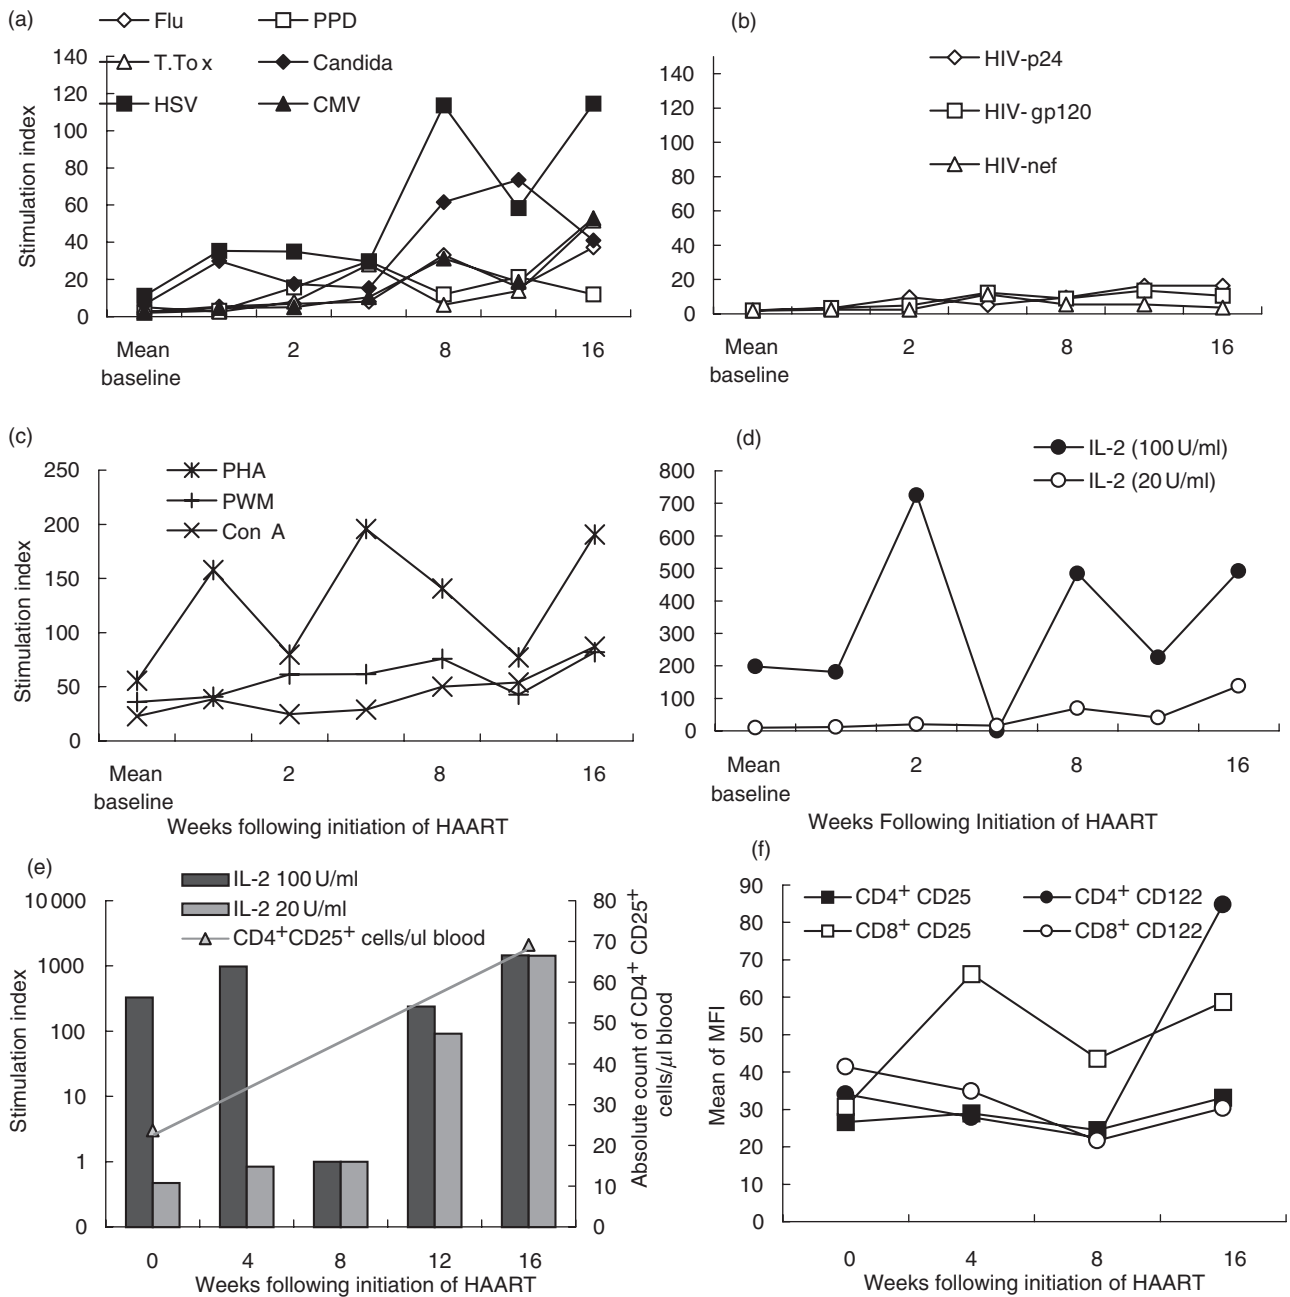 (a)
Flu
PPD
T.To x
Candida
HSV
CMV
Stimulation index
140
120
100
80
60
40
20
0
Mean baseline
2
8
16
(b)
HIV-p24
HIV- gp120
HIV-nef
140
120
100
80
60
40
20
0
Mean baseline
2
8
16
(c)
PHA
PWM
Con A
Stimulation index
250
200
150
100
50
0
Mean baseline
2
8
16
Weeks following initiation of HAART
(d)
IL-2 (100 U/ml)
IL-2 (20 U/ml)
800
700
600
500
400
300
200
100
0
Mean baseline
2
8
16
Weeks Following Initiation of HAART
(e)
IL-2 100 U/ml
IL-2 20 U/ml
CD4+CD25+ cells/ul blood
Stimulation index
10 000
1000
100
10
1
0
80
70
60
50
40
30
20
10
0
Absolute count of CD4+ CD25+
cells/µl blood
0
4
8
12
16
Weeks following initiation of HAART
(f)
CD4+ CD25
CD4+ CD122
CD8+ CD25
CD8+ CD122
Mean of MFI
90
80
70
60
50
40
30
20
10
0
0
4
8
16
Weeks following initiation of HAART